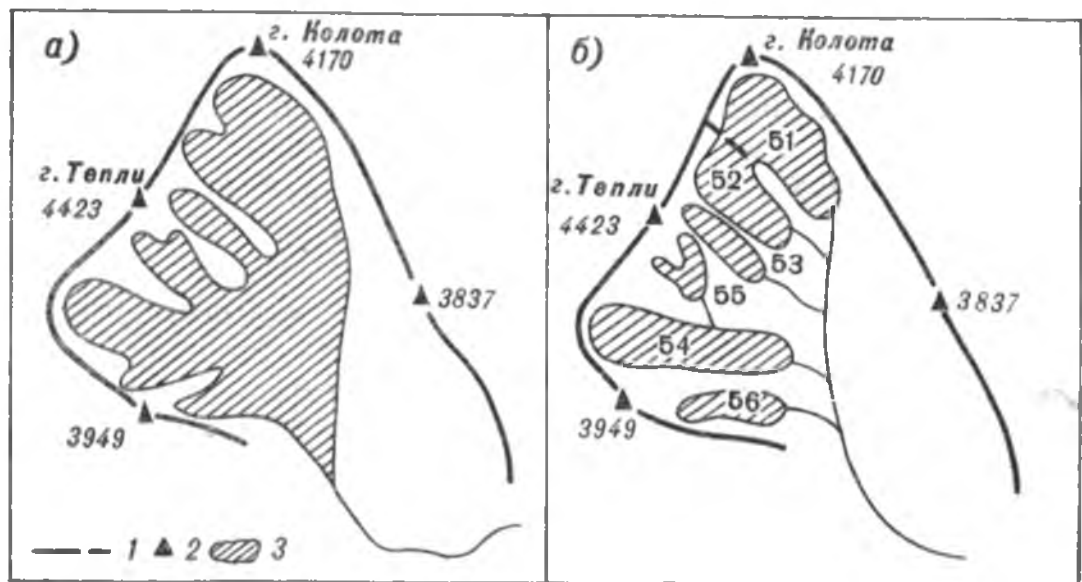 а)
г. Колота
4170
г. Тепли
4423
3837
3949
1 2 3
б)
г. Колота
4170
51
52
г. Тепли
4423
53
55
3837
54
56
3949